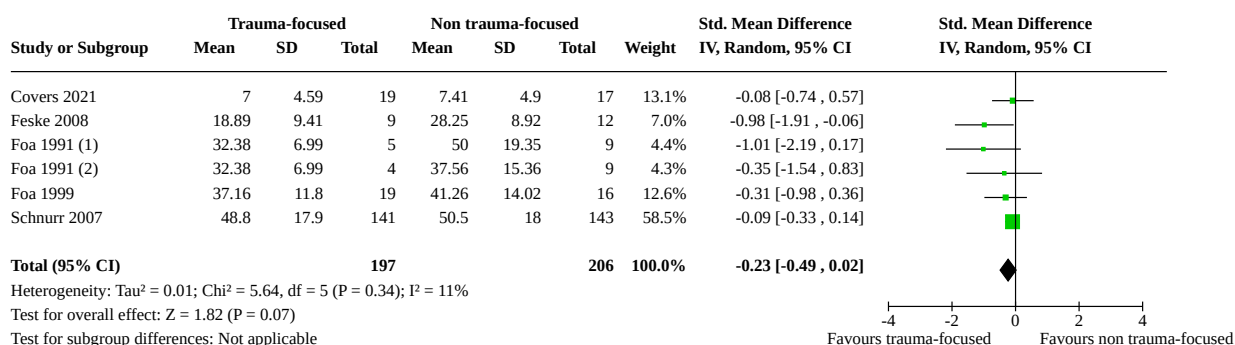 Trauma-focused Non trauma-focused Std. Mean Difference Std. Mean Difference
Study or Subgroup Mean SD Total Mean SD Total Weight IV, Random, 95% CI IV, Random, 95% CI
Covers 2021 7 4.59 19 7.41 4.9 17 13.1% -0.08 [-0.74 , 0.57]
Feske 2008 18.89 9.41 9 28.25 8.92 12 7.0% -0.98 [-1.91 , -0.06]
Foa 1991 (1) 32.38 6.99 5 50 19.35 9 4.4% -1.01 [-2.19 , 0.17]
Foa 1991 (2) 32.38 6.99 4 37.56 15.36 9 4.3% -0.35 [-1.54 , 0.83]
Foa 1999 37.16 11.8 19 41.26 14.02 16 12.6% -0.31 [-0.98 , 0.36]
Schnurr 2007 48.8 17.9 141 50.5 18 143 58.5% -0.09 [-0.33 , 0.14]
Total (95% CI) 197 206 100.0% -0.23 [-0.49 , 0.02]
Heterogeneity: Tau² = 0.01; Chi² = 5.64, df = 5 (P = 0.34); I² = 11%
Test for overall effect: Z = 1.82 (P = 0.07)
-4 -2 0 2 4
Test for subgroup differences: Not applicable Favours trauma-focused Favours non trauma-focused